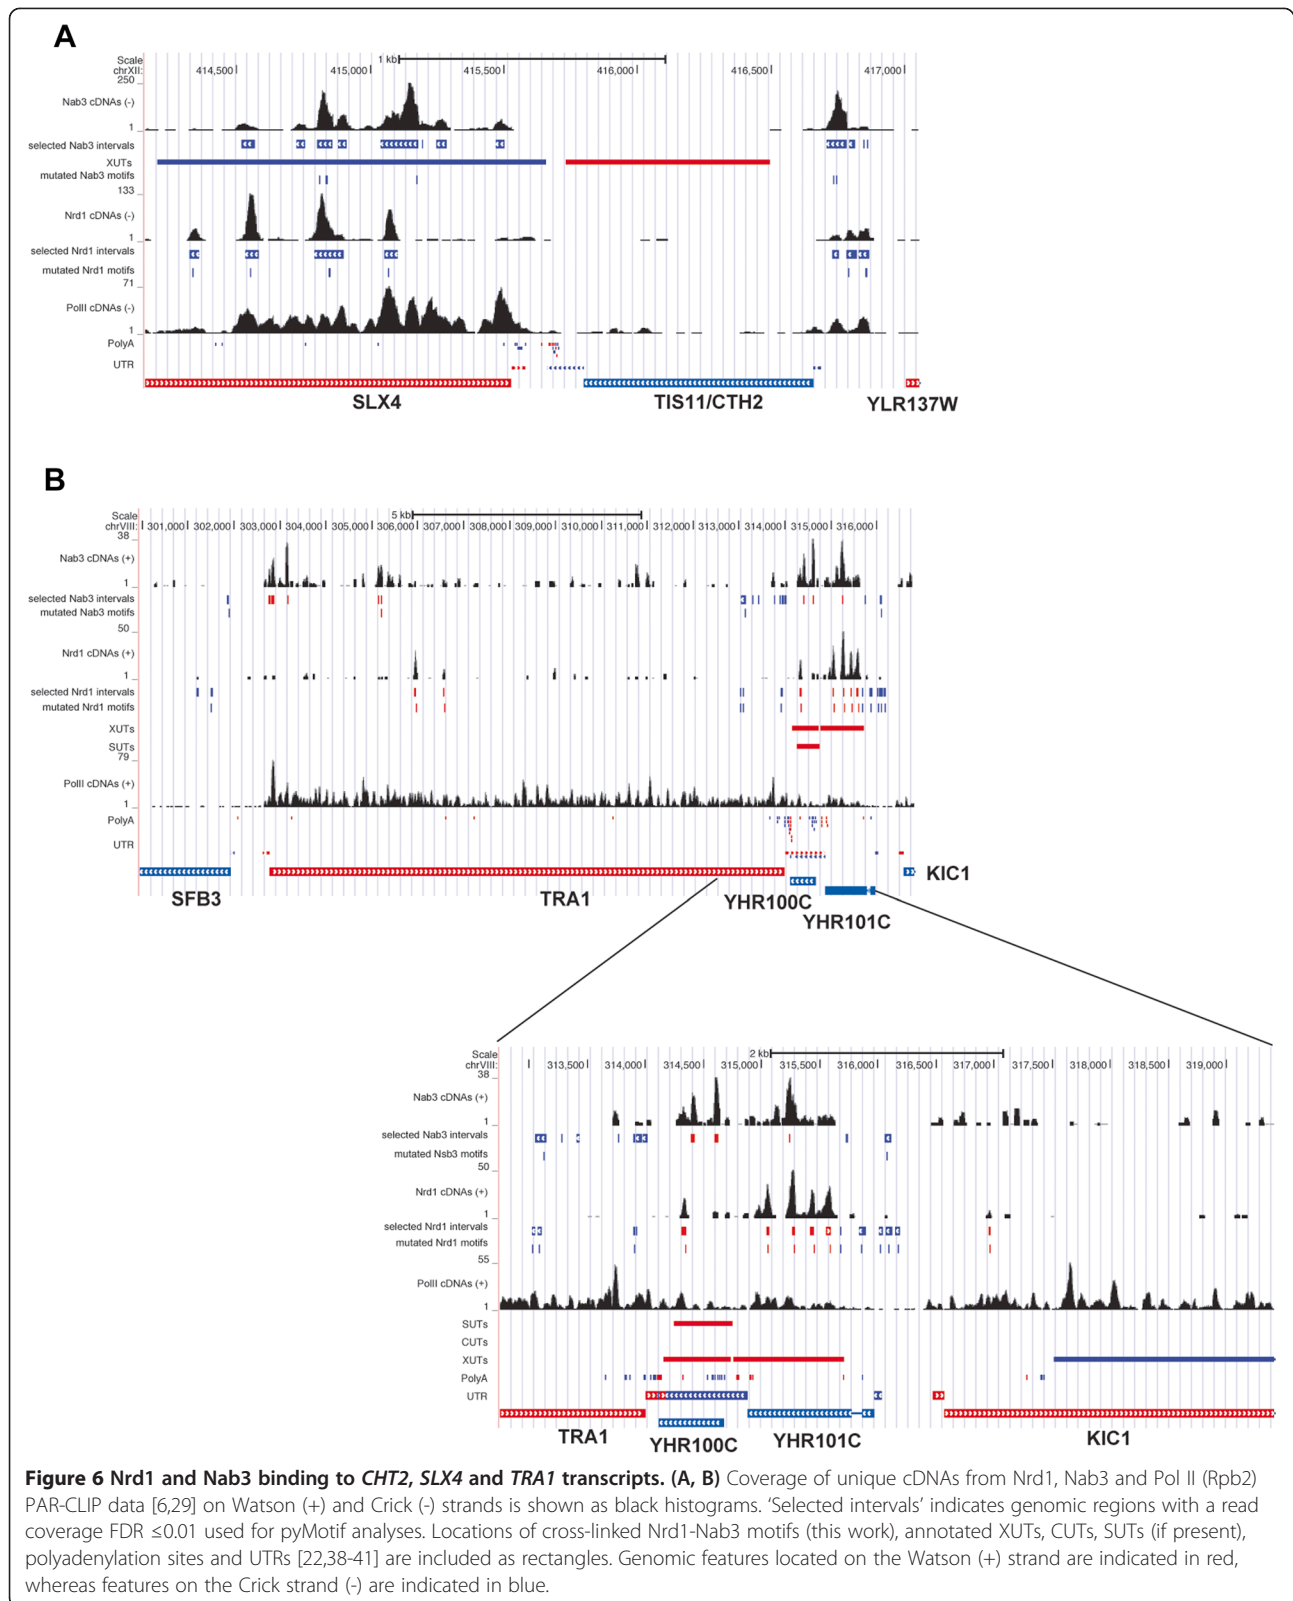 A
Scale
1 kb
chrXII:
414,500
415,000
415,500
416,000
416,500
417,000
250
Nab3 cDNAs (-)
1
selected Nab3 intervals
XUTs
mutated Nab3 motifs
133
Nrd1 cDNAs (-)
1
selected Nrd1 intervals
mutated Nrd1 motifs
71
PolII cDNAs (-)
1
PolyA
UTR
SLX4
TIS11/CTH2
YLR137W
B
Scale
5 kb
chrVIII:
301,000
302,000
303,000
304,000
305,000
306,000
307,000
308,000
309,000
310,000
311,000
312,000
313,000
314,000
315,000
316,000
38
Nab3 cDNAs (+)
1
selected Nab3 intervals
mutated Nab3 motifs
50
Nrd1 cDNAs (+)
1
selected Nrd1 intervals
mutated Nrd1 motifs
XUTs
SUTs
79
PolII cDNAs (+)
1
PolyA
UTR
SFB3
TRA1
YHR100C
YHR101C
KIC1
Scale
2 kb
chrVIII:
313,500
314,000
314,500
315,000
315,500
316,000
316,500
317,000
317,500
318,000
318,500
319,000
38
Nab3 cDNAs (+)
1
selected Nab3 intervals
mutated Nsb3 motifs
50
Nrd1 cDNAs (+)
1
selected Nrd1 intervals
mutated Nrd1 motifs
55
PolII cDNAs (+)
1
SUTs
CUTs
XUTs
PolyA
UTR
TRA1
YHR100C
YHR101C
KIC1
Figure 6 Nrd1 and Nab3 binding to CHT2, SLX4 and TRA1 transcripts. (A, B) Coverage of unique cDNAs from Nrd1, Nab3 and Pol II (Rpb2)
PAR-CLIP data [6,29] on Watson (+) and Crick (-) strands is shown as black histograms. ‘Selected intervals’ indicates genomic regions with a read
coverage FDR ≤0.01 used for pyMotif analyses. Locations of cross-linked Nrd1-Nab3 motifs (this work), annotated XUTs, CUTs, SUTs (if present),
polyadenylation sites and UTRs [22,38-41] are included as rectangles. Genomic features located on the Watson (+) strand are indicated in red,
whereas features on the Crick strand (-) are indicated in blue.